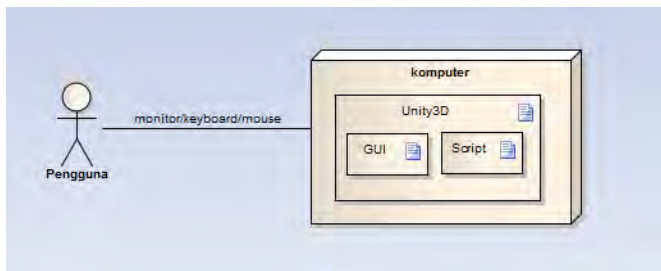 komputer
Unity3D
monitor/keyboard/mouse
GUI
Script
Pengguna